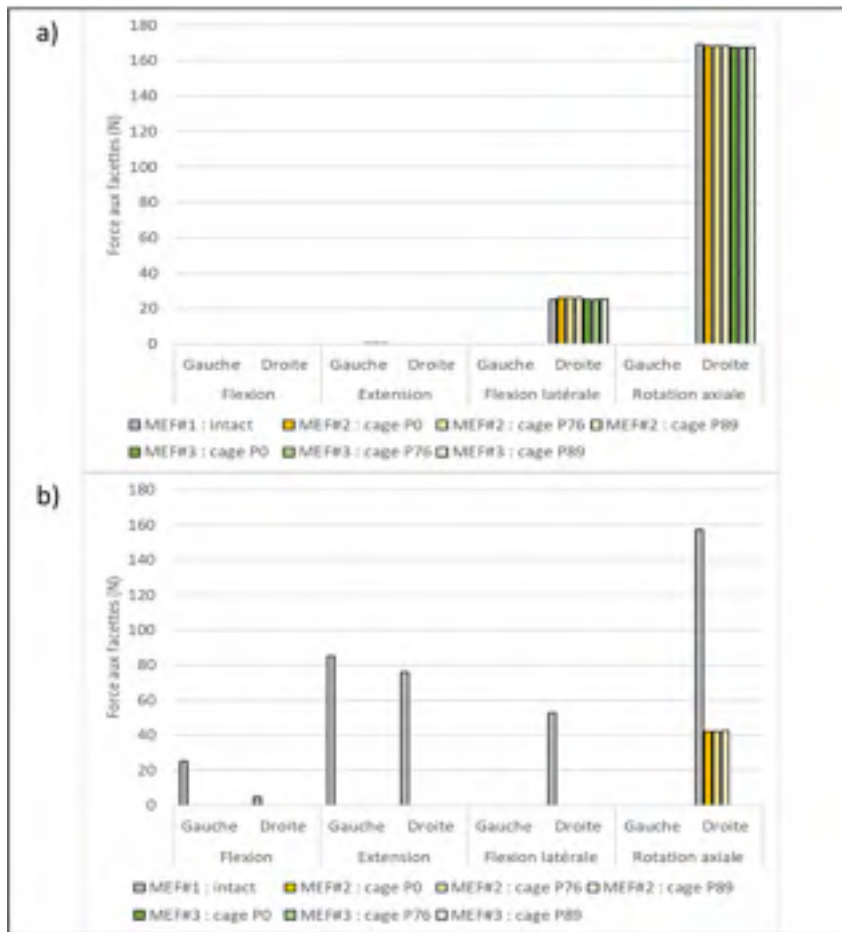 a)
180
160
140
120
100
80
60
40
20
0
Force aux facettes (N)
Gauche Droite Gauche Droite Gauche Droite Gauche Droite
Flexion Extension Flexion latérale Rotation axiale
MEF#1 : intact MEF#2 : cage P0 MEF#2 : cage P76 MEF#2 : cage P89
MEF#3 : cage P0 MEF#3 : cage P76 MEF#3 : cage P89
b)
180
160
140
120
100
80
60
40
20
0
Force aux facettes (N)
Gauche Droite Gauche Droite Gauche Droite Gauche Droite
Flexion Extension Flexion latérale Rotation axiale
MEF#1 : intact MEF#2 : cage P0 MEF#2 : cage P76 MEF#2 : cage P89
MEF#3 : cage P0 MEF#3 : cage P76 MEF#3 : cage P89